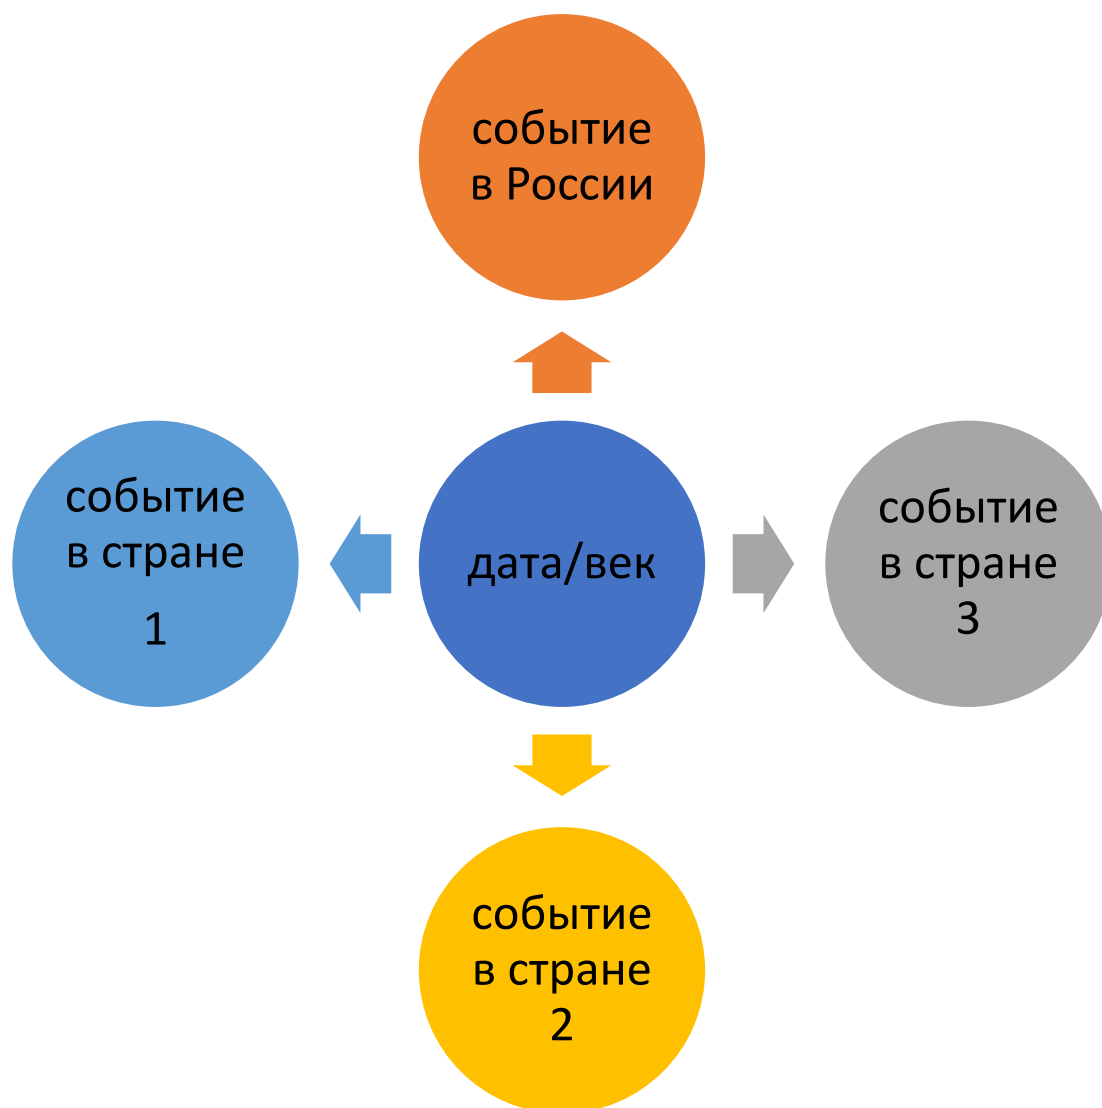 событие
в России
событие
в стране
1
дата/век
событие
в стране
3
событие
в стране
2